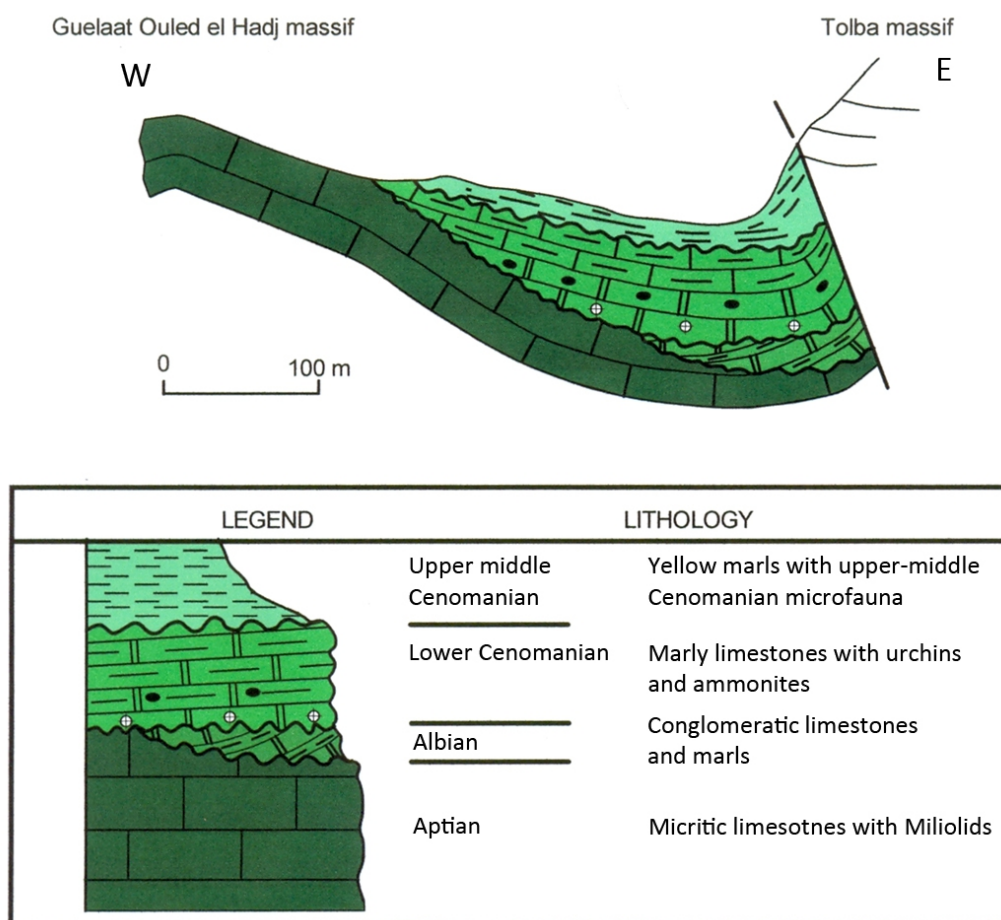 Guelaat Ouled el Hadj massif
Tolba massif
W
E
0
100 m
LEGEND
LITHOLOGY
Upper middle
Cenomanian
Yellow marls with upper-middle
Cenomanian microfauna
Lower Cenomanian
Marly limestones with urchins
and ammonites
Albian
Conglomeratic limestones
and marls
Aptian
Micritic limesotnes with Miliolids